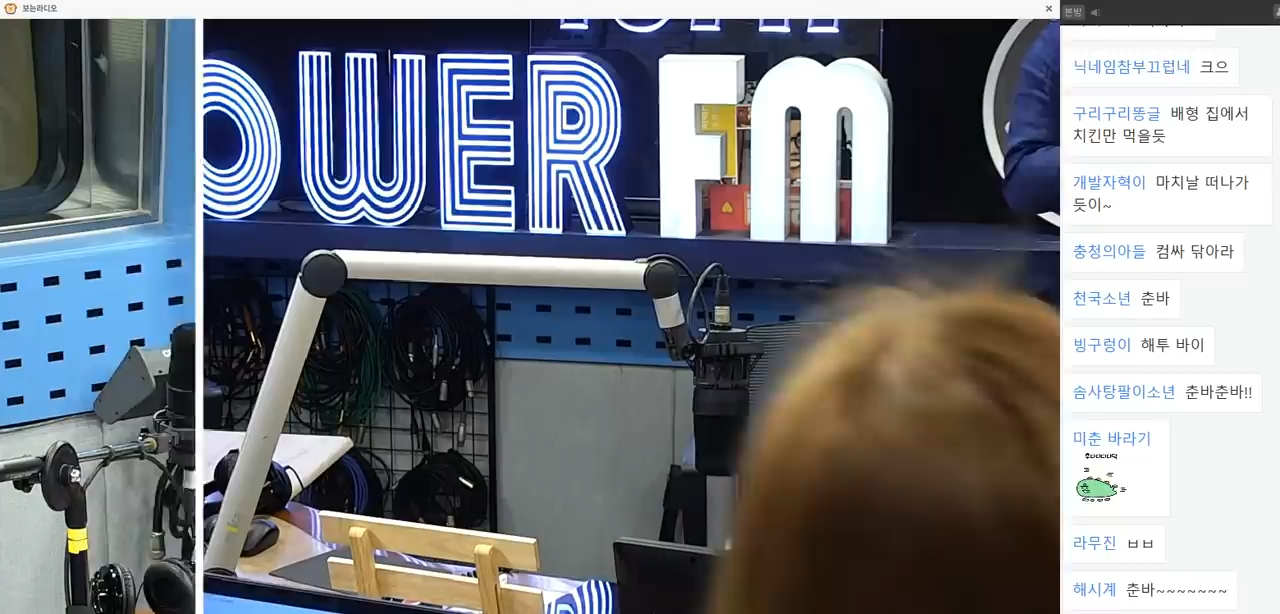 보는라디오
OWER FM
본방
닉네임참부끄럽네 크으
구리구리똥글 배형 집에서
치킨만 먹을듯
개발자혁이 마치날 떠나가
듯이~
충청의아들 컴싸 닦아라
천국소년 춘바
빙구렁이 해투 바이
솜사탕팔이소년 춘바춘바!!
미춘 바라기
라무진 ㅂㅂ
해시계 춘바~~~~~~~